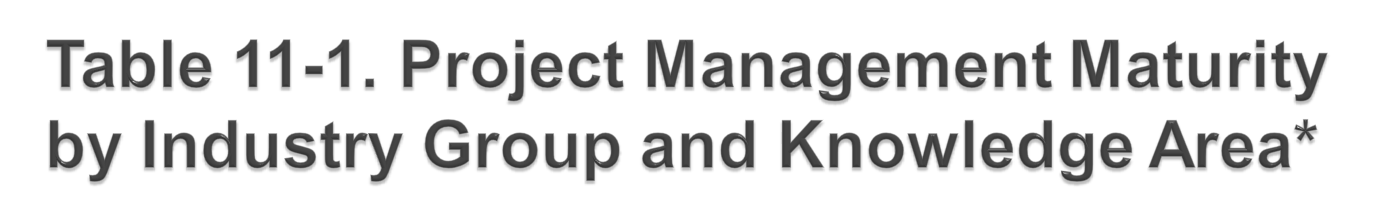 Table 11-1. Project Management Maturity
by Industry Group and Knowledge Area*